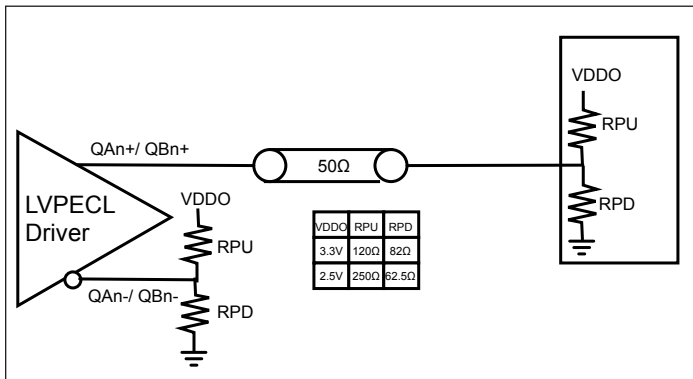 VDDO
RPU
RPD
QAn+/ QBn+
50Ω
LVPECL
Driver
VDDO
RPU
RPD
QAn-/ QBn-
VDDO RPU RPD
3.3V 120Ω 82Ω
2.5V 250Ω 62.5Ω